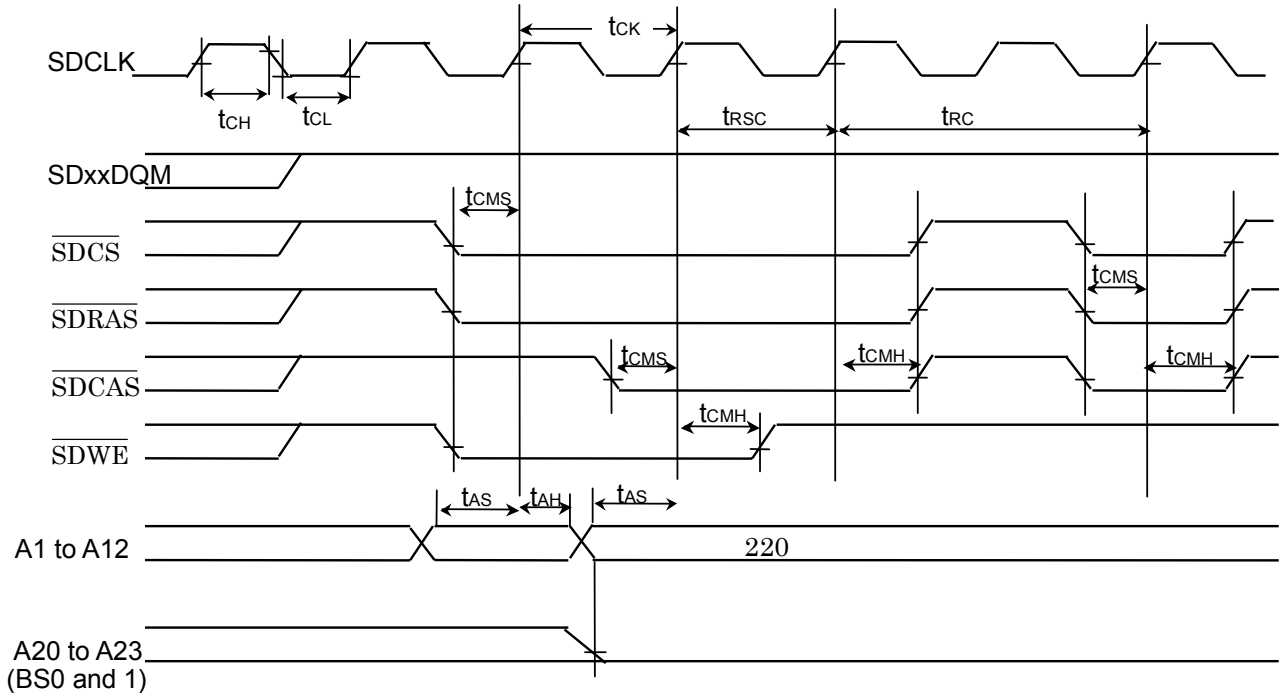 tCK
SDCLK
tCH
tCL
tRSC
tRC
SDxxDQM
tCMS
SDCS
tCMS
SDRAS
tCMS
tCMH
tCMH
SDCAS
tCMH
SDWE
tAS
tAH
tAS
A1 to A12
220
A20 to A23
(BS0 and 1)